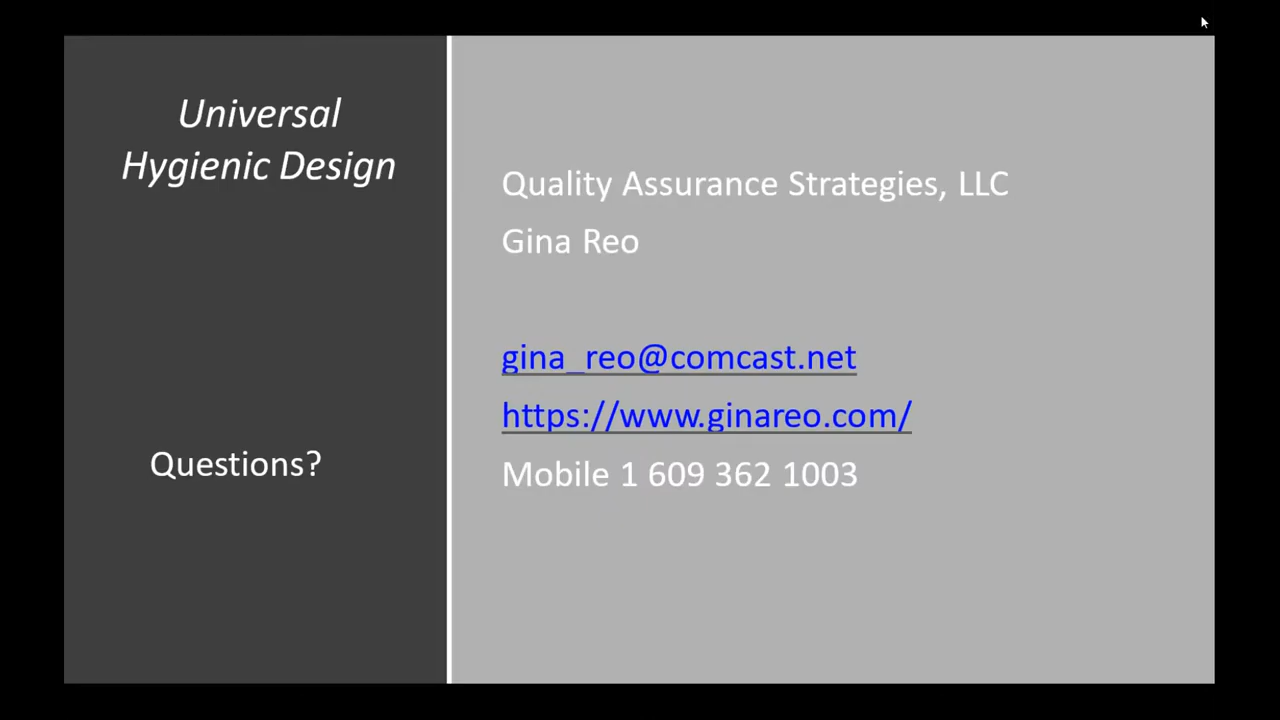 Universal
Hygienic Design
Questions?
Quality Assurance Strategies, LLC
Gina Reo
gina_reo@comcast.net
https://www.ginareo.com/
Mobile 1 609 362 1003